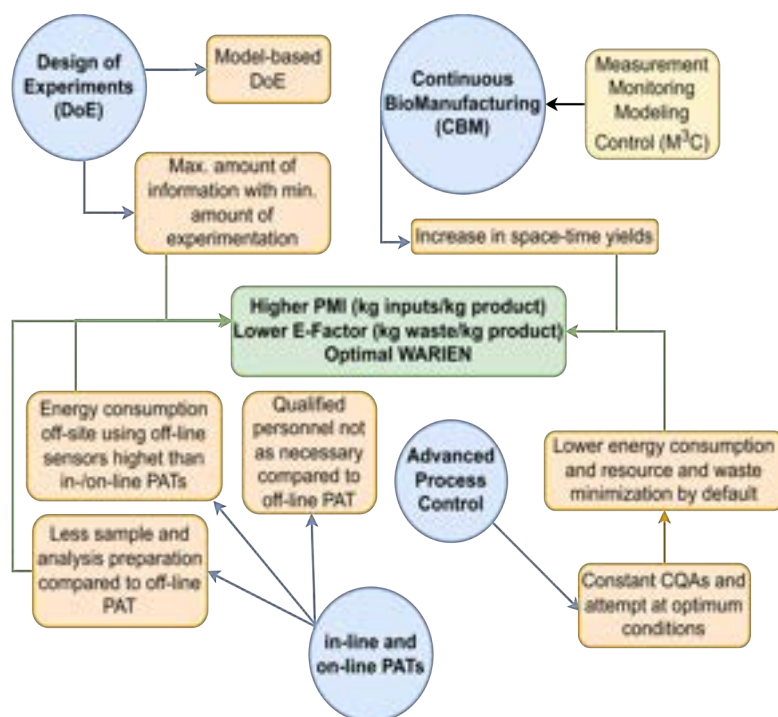 Design of
Experiments
(DoE)
Model-based
DoE
Continuous
BioManufacturing
(CBM)
Measurement
Monitoring
Modeling
Control (M³C)
Max. amount of
information with min.
amount of
experimentation
Increase in space-time yields
Higher PMI (kg inputs/kg product)
Lower E-Factor (kg waste/kg product)
Optimal WARIEN
Energy consumption
off-site using off-line
sensors highet than
in-/on-line PATs
Qualified
personnel not
as necessary
compared to
off-line PAT
Advanced
Process
Control
Lower energy consumption
and resource and waste
minimization by default
Less sample and
analysis preparation
compared to off-line
PAT
Constant CQAs and
attempt at optimum
conditions
in-line and
on-line PATs